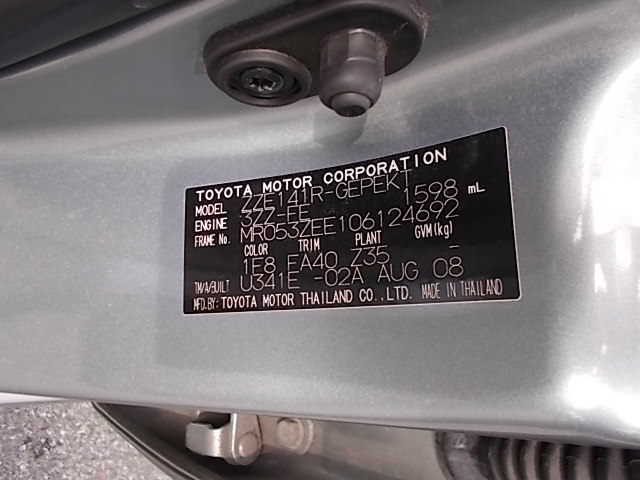 TOYOTA MOTOR CORPORATION
MODEL ZZE141R-GEPEKT
ENGINE 3ZZ-FE 1598 mL
FRAME No. MR053ZEE106124692
COLOR TRIM PLANT GVM(kg)
1E8 FA40 Z35 -
TM/A/BUILT U341E -02A AUG 08
MFD.BY: TOYOTA MOTOR THAILAND CO.,LTD. MADE IN THAILAND